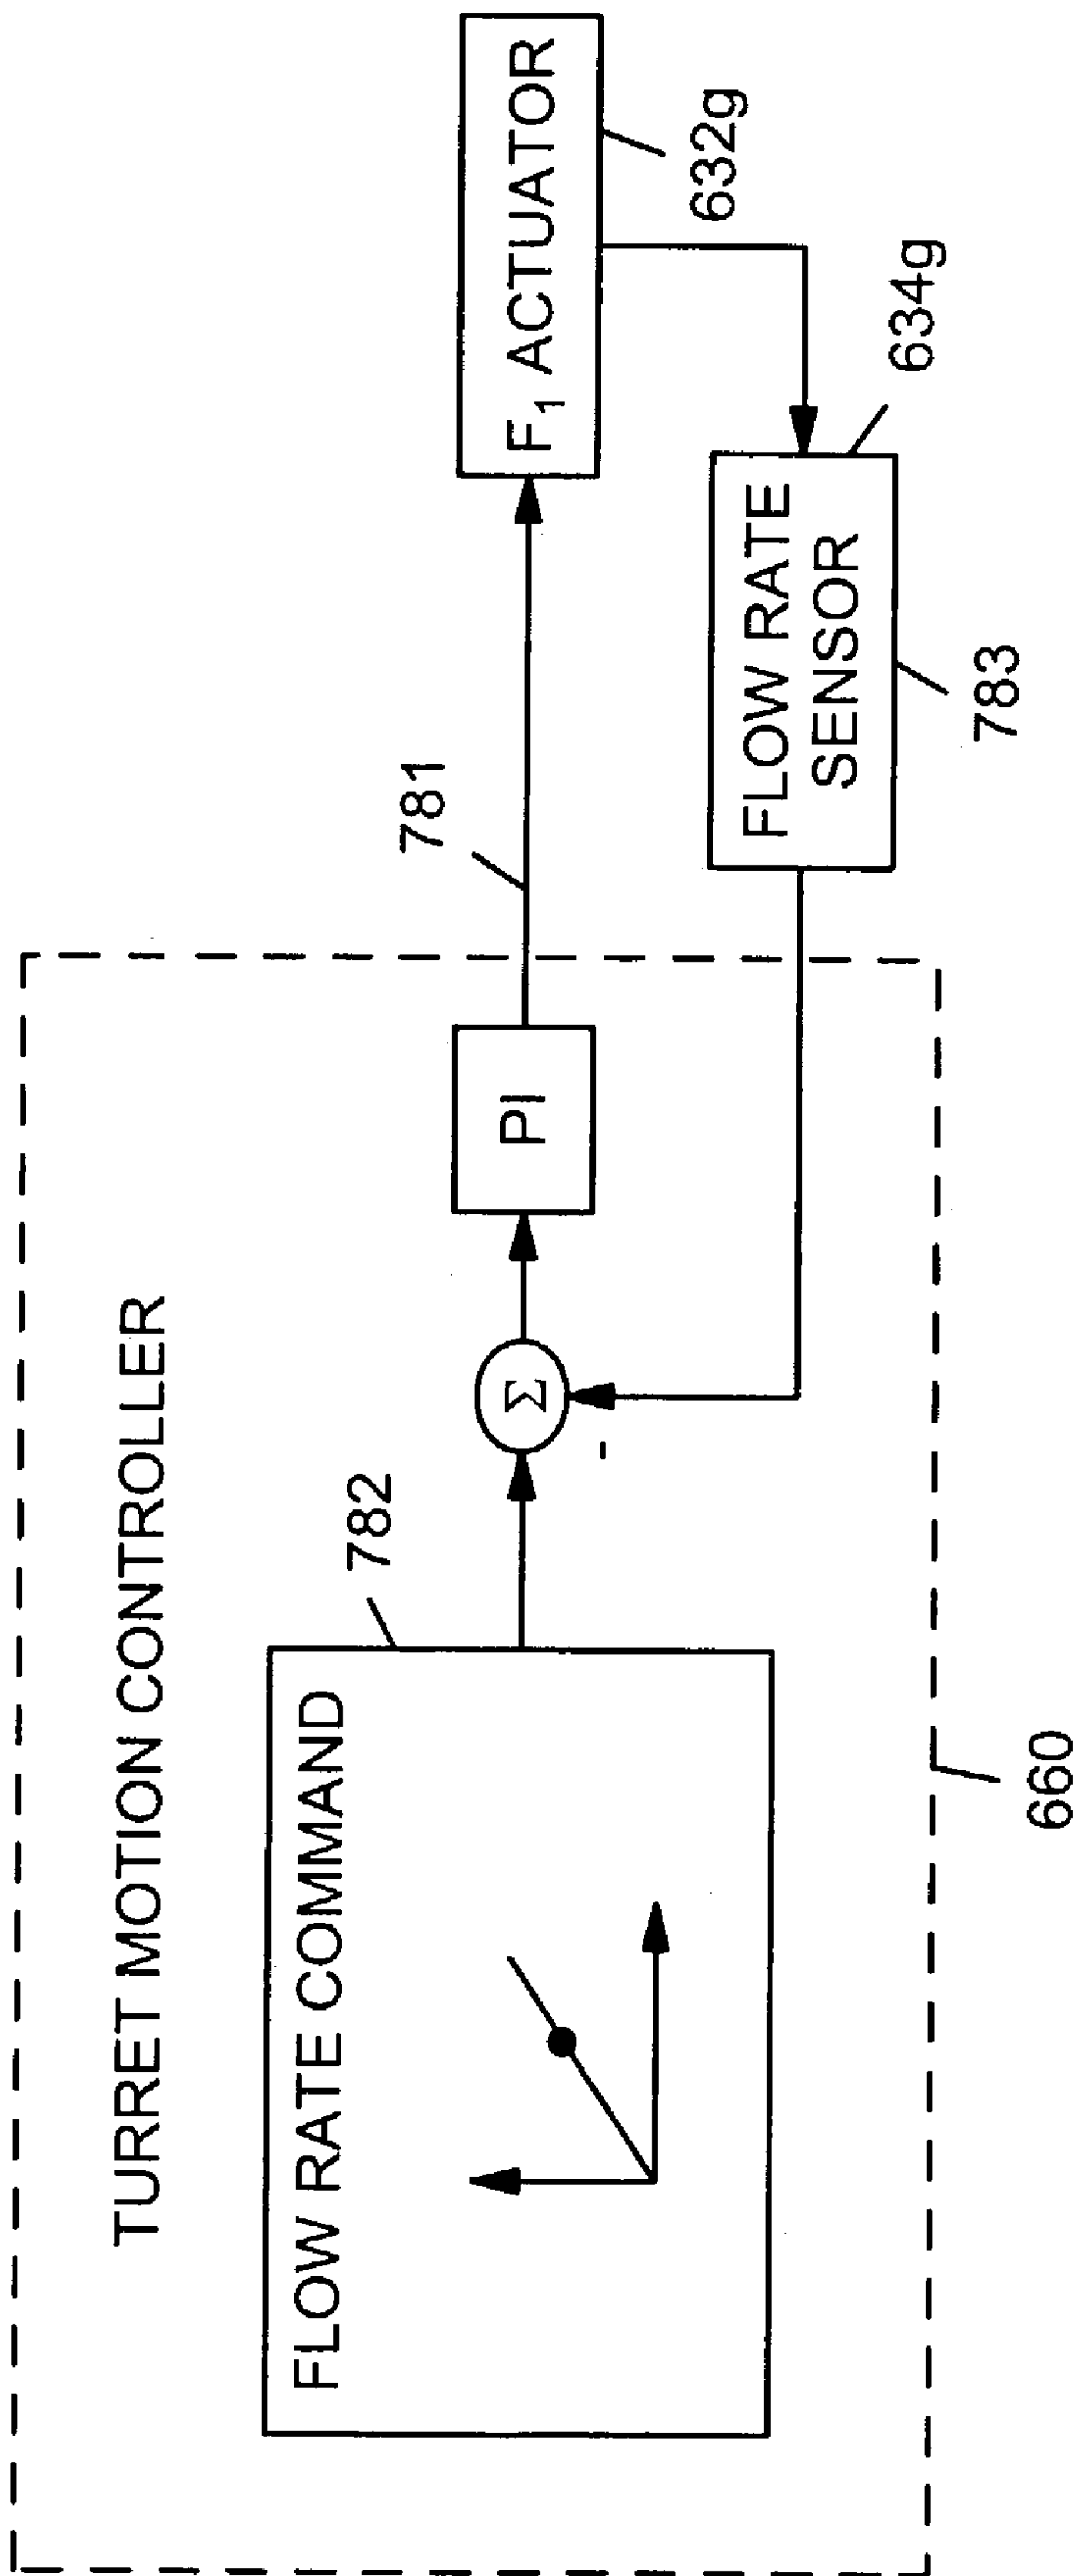 TURRET MOTION CONTROLLER
FLOW RATE COMMAND
782
Σ
-
PI
781
F₁ ACTUATOR
632g
634g
FLOW RATE
SENSOR
783
660